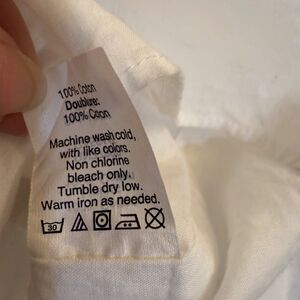 100% Coton
Doublure:
100% Coton
Machine wash cold,
with like colors.
Non chlorine
bleach only.
Tumble dry low.
Warm iron as needed.
30